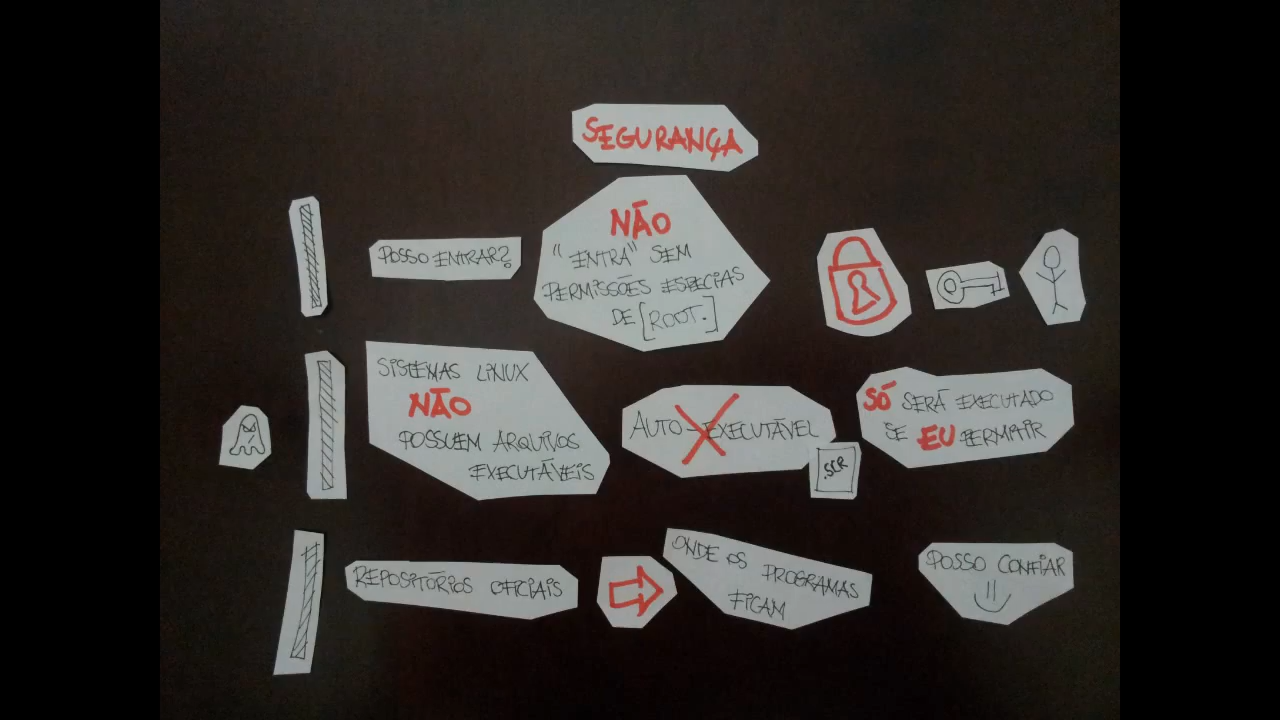 SEGURANÇA
POSSO ENTRAR?
NÃO
"ENTRA" SEM
PERMISSÕES ESPECIAS
DE [ROOT.]
SISTEMAS LINUX
NÃO
POSSUEM ARQUIVOS
EXECUTÁVEIS
AUTO-EXECUTÁVEL
.SCR
SÓ SERÁ EXECUTADO
SE EU PERMITIR
REPOSITÓRIOS OFICIAIS
ONDE OS PROGRAMAS
FICAM
POSSO CONFIAR